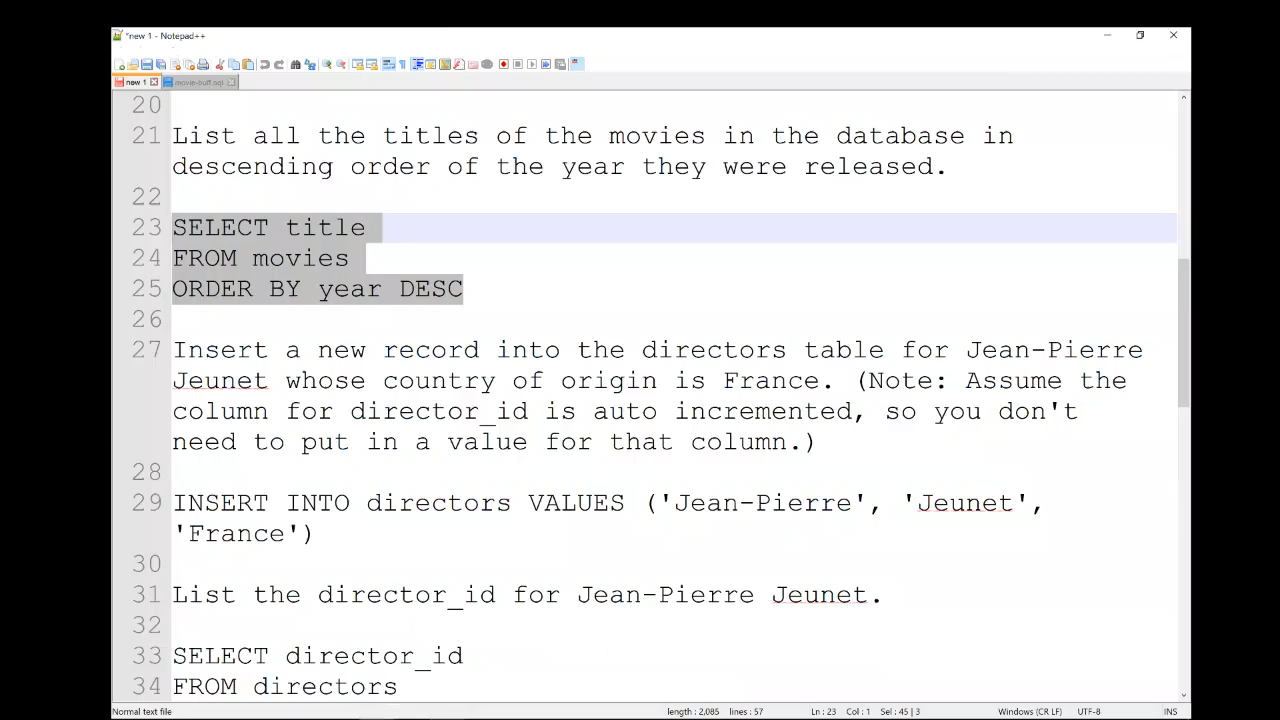 *new 1 - Notepad++
new 1
movie-buff.sql
20
21 List all the titles of the movies in the database in
descending order of the year they were released.
22
23 SELECT title
24 FROM movies
25 ORDER BY year DESC
26
27 Insert a new record into the directors table for Jean-Pierre
Jeunet whose country of origin is France. (Note: Assume the
column for director_id is auto incremented, so you don't
need to put in a value for that column.)
28
29 INSERT INTO directors VALUES ('Jean-Pierre', 'Jeunet',
'France')
30
31 List the director_id for Jean-Pierre Jeunet.
32
33 SELECT director_id
34 FROM directors
Normal text file length : 2,085 lines : 57 Ln : 23 Col : 1 Sel : 45 | 3 Windows (CR LF) UTF-8 INS